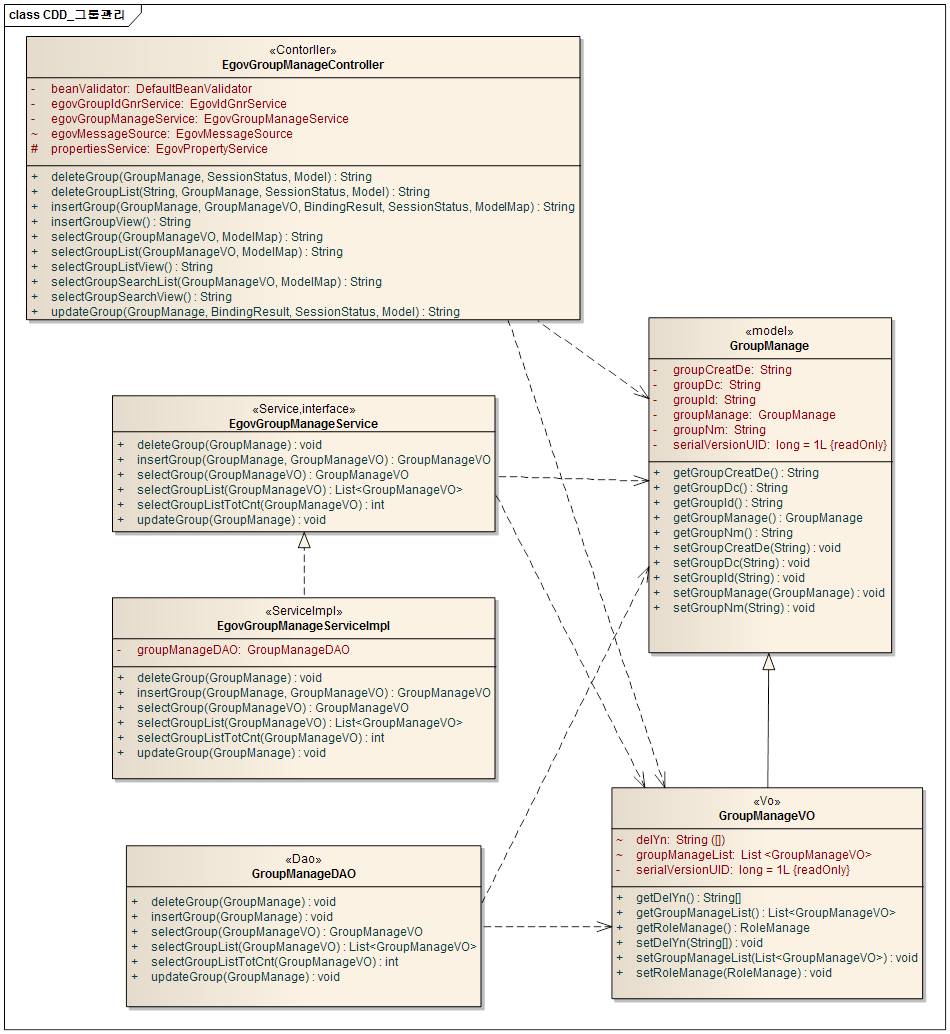 class CDD_그룹관리
«Contorller»
EgovGroupManageController
- beanValidator: DefaultBeanValidator
- egovGroupIdGnrService: EgovIdGnrService
- egovGroupManageService: EgovGroupManageService
~ egovMessageSource: EgovMessageSource
# propertiesService: EgovPropertyService
+ deleteGroup(GroupManage, SessionStatus, Model) : String
+ deleteGroupList(String, GroupManage, SessionStatus, Model) : String
+ insertGroup(GroupManage, GroupManageVO, BindingResult, SessionStatus, ModelMap) : String
+ insertGroupView() : String
+ selectGroup(GroupManageVO, ModelMap) : String
+ selectGroupList(GroupManageVO, ModelMap) : String
+ selectGroupListView() : String
+ selectGroupSearchList(GroupManageVO, ModelMap) : String
+ selectGroupSearchView() : String
+ updateGroup(GroupManage, BindingResult, SessionStatus, Model) : String
«model»
GroupManage
- groupCreatDe: String
- groupDc: String
- groupId: String
- groupManage: GroupManage
- groupNm: String
- serialVersionUID: long = 1L {readOnly}
+ getGroupCreatDe() : String
+ getGroupDc() : String
+ getGroupId() : String
+ getGroupManage() : GroupManage
+ getGroupNm() : String
+ setGroupCreatDe(String) : void
+ setGroupDc(String) : void
+ setGroupId(String) : void
+ setGroupManage(GroupManage) : void
+ setGroupNm(String) : void
«Service,interface»
EgovGroupManageService
+ deleteGroup(GroupManage) : void
+ insertGroup(GroupManage, GroupManageVO) : GroupManageVO
+ selectGroup(GroupManageVO) : GroupManageVO
+ selectGroupList(GroupManageVO) : List<GroupManageVO>
+ selectGroupListTotCnt(GroupManageVO) : int
+ updateGroup(GroupManage) : void
«ServiceImpl»
EgovGroupManageServiceImpl
- groupManageDAO: GroupManageDAO
+ deleteGroup(GroupManage) : void
+ insertGroup(GroupManage, GroupManageVO) : GroupManageVO
+ selectGroup(GroupManageVO) : GroupManageVO
+ selectGroupList(GroupManageVO) : List<GroupManageVO>
+ selectGroupListTotCnt(GroupManageVO) : int
+ updateGroup(GroupManage) : void
«Vo»
GroupManageVO
~ delYn: String ([])
~ groupManageList: List <GroupManageVO>
- serialVersionUID: long = 1L {readOnly}
+ getDelYn() : String[]
+ getGroupManageList() : List<GroupManageVO>
+ getRoleManage() : RoleManage
+ setDelYn(String[]) : void
+ setGroupManageList(List<GroupManageVO>) : void
+ setRoleManage(RoleManage) : void
«Dao»
GroupManageDAO
+ deleteGroup(GroupManage) : void
+ insertGroup(GroupManage) : void
+ selectGroup(GroupManageVO) : GroupManageVO
+ selectGroupList(GroupManageVO) : List<GroupManageVO>
+ selectGroupListTotCnt(GroupManageVO) : int
+ updateGroup(GroupManage) : void